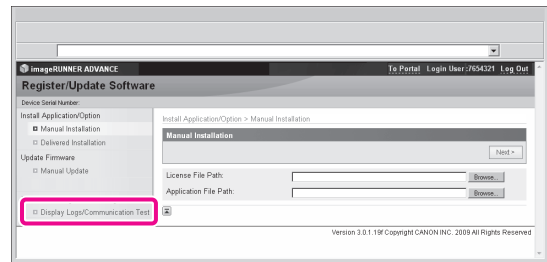 imageRUNNER ADVANCE
To Portal Login User:7654321 Log Out
Register/Update Software
Device Serial Number:
Install Application/Option
Manual Installation
Delivered Installation
Update Firmware
Manual Update
Display Logs/Communication Test
Install Application/Option > Manual Installation
Manual Installation
Next >
License File Path:
Browse...
Application File Path:
Browse...
Version 3.0.1.19f Copyright CANON INC. 2009 All Rights Reserved